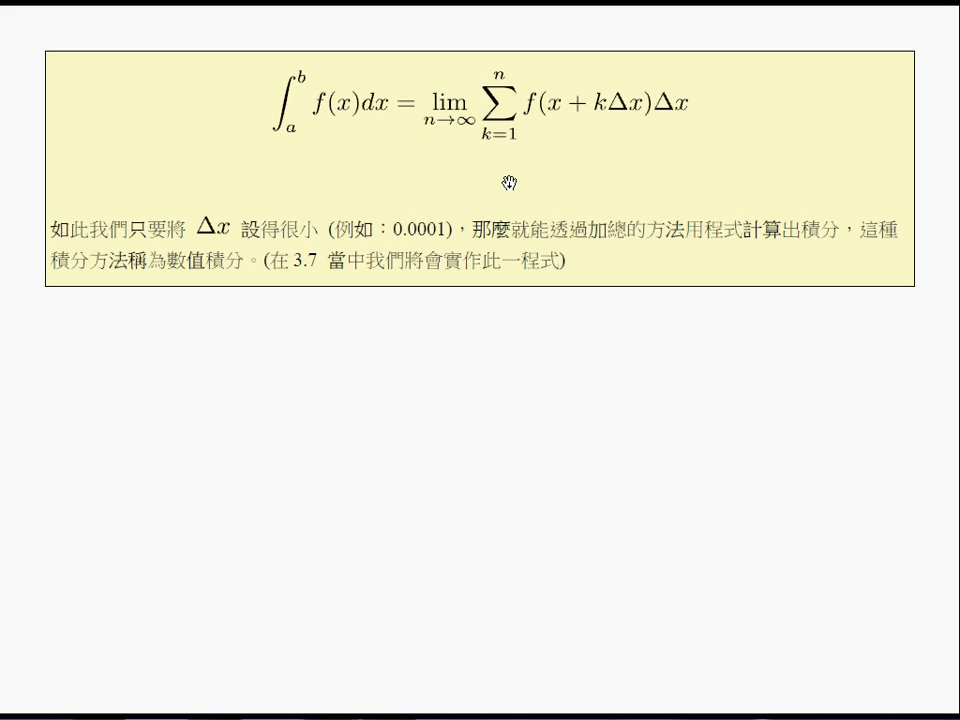 ∫_a^b f(x)dx = lim_{n→∞} ∑_{k=1}^{n} f(x + kΔx)Δx
如此我們只要將 Δx 設得很小 (例如：0.0001)，那麼就能透過加總的方法用程式計算出積分，這種
積分方法稱為數值積分。(在 3.7 當中我們將會實作此一程式)